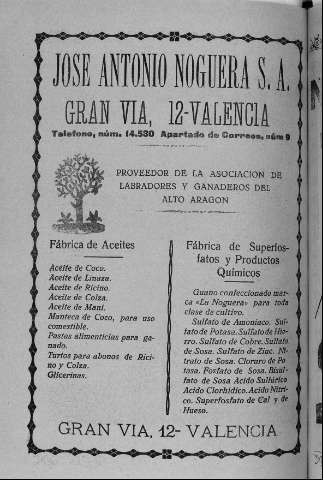 JOSE ANTONIO NOGUERA S. A.
GRAN VIA, 12-VALENCIA
Telefono, núm. 14.530 Apartado de Correos, núm 9
PROVEEDOR DE LA ASOCIACION DE
LABRADORES Y GANADEROS DEL
ALTO ARAGON
Fábrica de Aceites
Aceite de Coco.
Aceite de Linaza.
Aceite de Ricino.
Aceite de Colza.
Aceite de Maní.
Manteca de Coco, para uso
comestible.
Pastas alimenticias para ga-
nado.
Turtos para abonos de Rici-
no y Colza.
Glicerinas.
Fábrica de Superfos-
fatos y Productos
Químicos
Guano confeccionado mar-
ca «La Noguera» para toda
clase de cultivo.
Sulfato de Amoniaco. Sul-
fato de Potasa. Sulfato de Hie-
rro. Sulfato de Cobre. Sulfato
de Sosa. Sulfato de Zinc. Ni-
trato de Sosa. Cloruro de Po-
tasa. Fosfato de Sosa. Bisul-
fato de Sosa Acido Sulfúrico
Acido Clorhídico. Acido Nítri-
co. Superfosfato de Cal y de
Hueso.
GRAN VIA, 12- VALENCIA